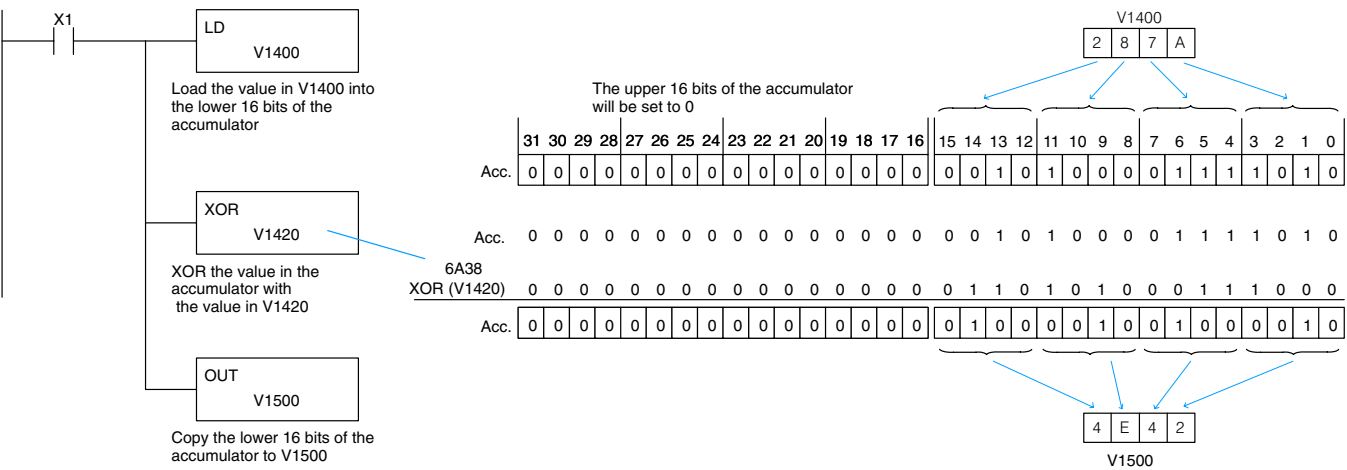 X1
LD
V1400
Load the value in V1400 into
the lower 16 bits of the
accumulator
XOR
V1420
XOR the value in the
accumulator with
the value in V1420
OUT
V1500
Copy the lower 16 bits of the
accumulator to V1500
V1400
2 8 7 A
The upper 16 bits of the accumulator
will be set to 0
31 30 29 28 27 26 25 24 23 22 21 20 19 18 17 16 15 14 13 12 11 10 9 8 7 6 5 4 3 2 1 0
Acc. 0 0 0 0 0 0 0 0 0 0 0 0 0 0 0 0 0 0 1 0 1 0 0 0 0 1 1 1 1 0 1 0
Acc. 0 0 0 0 0 0 0 0 0 0 0 0 0 0 0 0 0 0 1 0 1 0 0 0 0 1 1 1 1 0 1 0
6A38
XOR (V1420) 0 0 0 0 0 0 0 0 0 0 0 0 0 0 0 0 0 1 1 0 1 0 1 0 0 0 1 1 1 0 0 0
Acc. 0 0 0 0 0 0 0 0 0 0 0 0 0 0 0 0 0 1 0 0 0 0 1 0 0 1 0 0 0 0 1 0
4 E 4 2
V1500